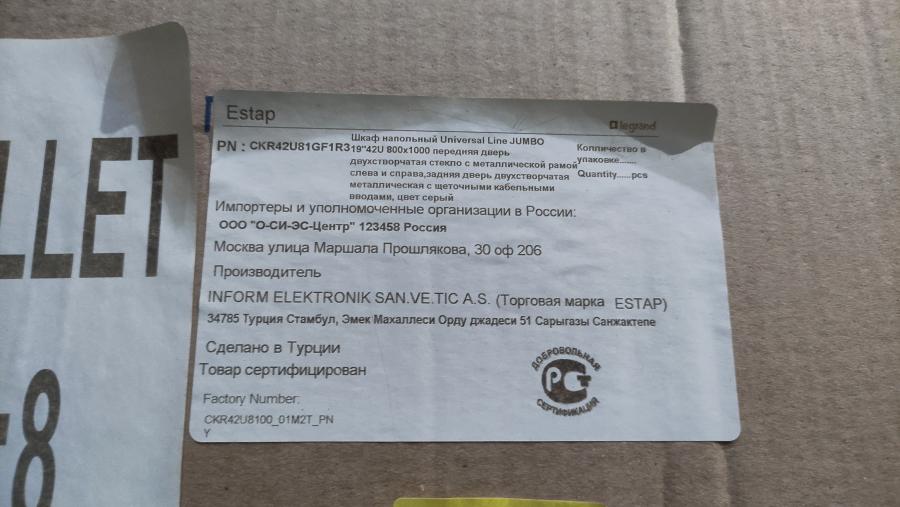 LLET
-8
Estap
legrand
PN : CKR42U81GF1R3
Шкаф напольный Universal Line JUMBO
19"42U 800x1000 передняя дверь
двухстворчатая стекло с металлической рамой
слева и справа,задняя дверь двухстворчатая
металлическая с щеточными кабельными
вводами, цвет серый
Колличество в
упаковке.......
Quantity......pcs
Импортеры и уполномоченные организации в России:
ООО "О-СИ-ЭС-Центр" 123458 Россия
Москва улица Маршала Прошлякова, 30 оф 206
Производитель
INFORM ELEKTRONIK SAN.VE.TIC A.S. (Торговая марка ESTAP)
34785 Турция Стамбул, Эмек Махаллеси Орду джадеси 51 Сарыгазы Санжактепе
Сделано в Турции
Товар сертифицирован
ДОБРОВОЛЬНАЯ
РСТ
СЕРТИФИКАЦИЯ
Factory Number:
CKR42U8100_01M2T_PN
Y